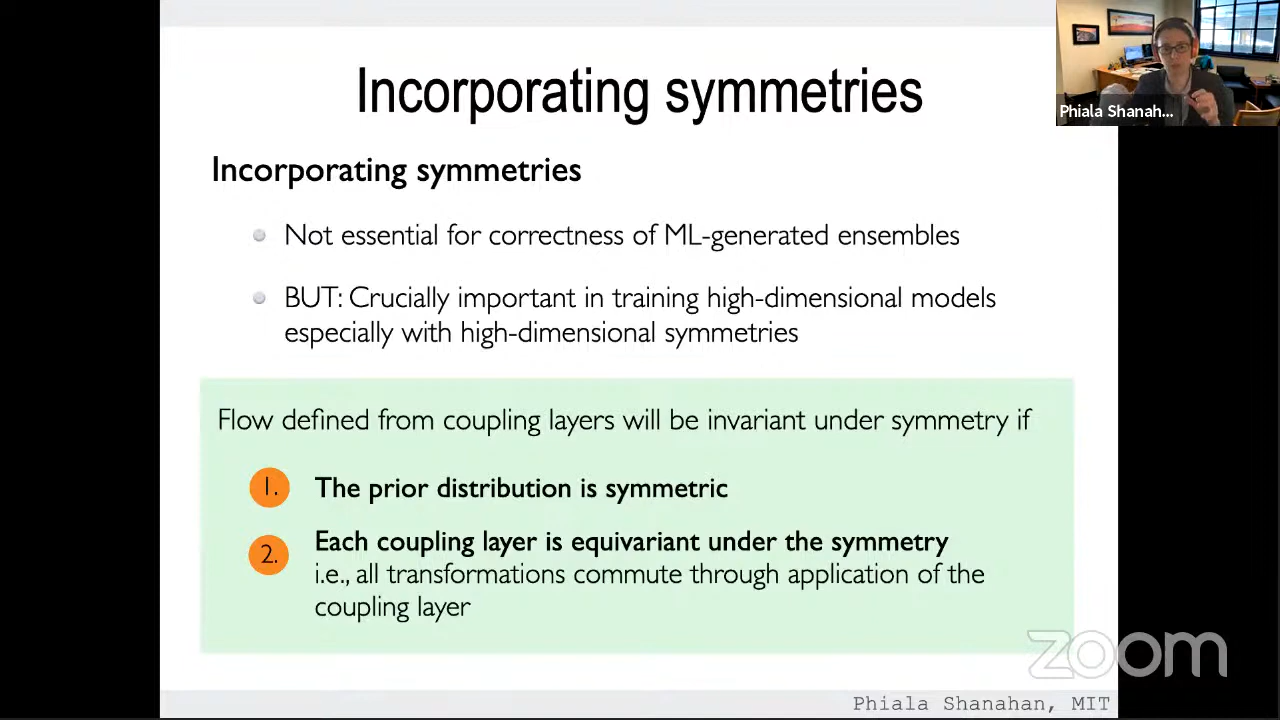 Incorporating symmetries
Phiala Shanah...
Incorporating symmetries
Not essential for correctness of ML-generated ensembles
BUT: Crucially important in training high-dimensional models
especially with high-dimensional symmetries
Flow defined from coupling layers will be invariant under symmetry if
1. The prior distribution is symmetric
2. Each coupling layer is equivariant under the symmetry
i.e., all transformations commute through application of the
coupling layer
zoom
Phiala Shanahan, MIT